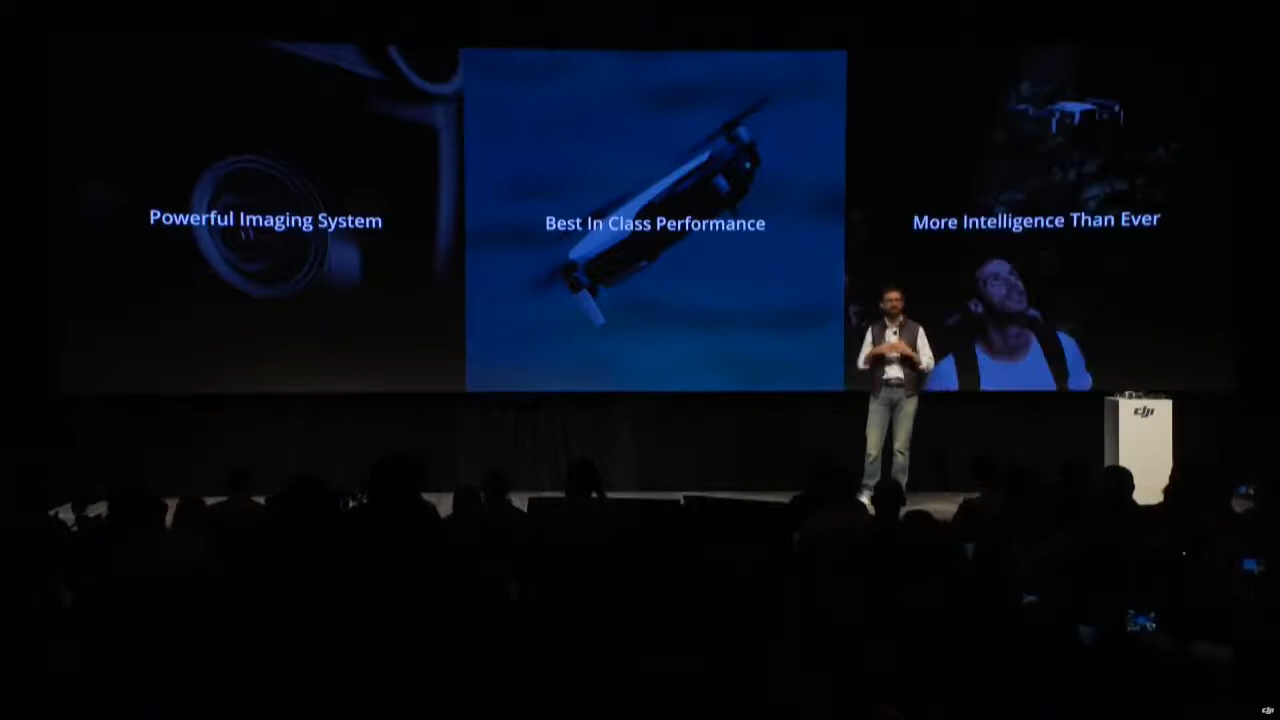 Powerful Imaging System
Best In Class Performance
More Intelligence Than Ever
dji
dji